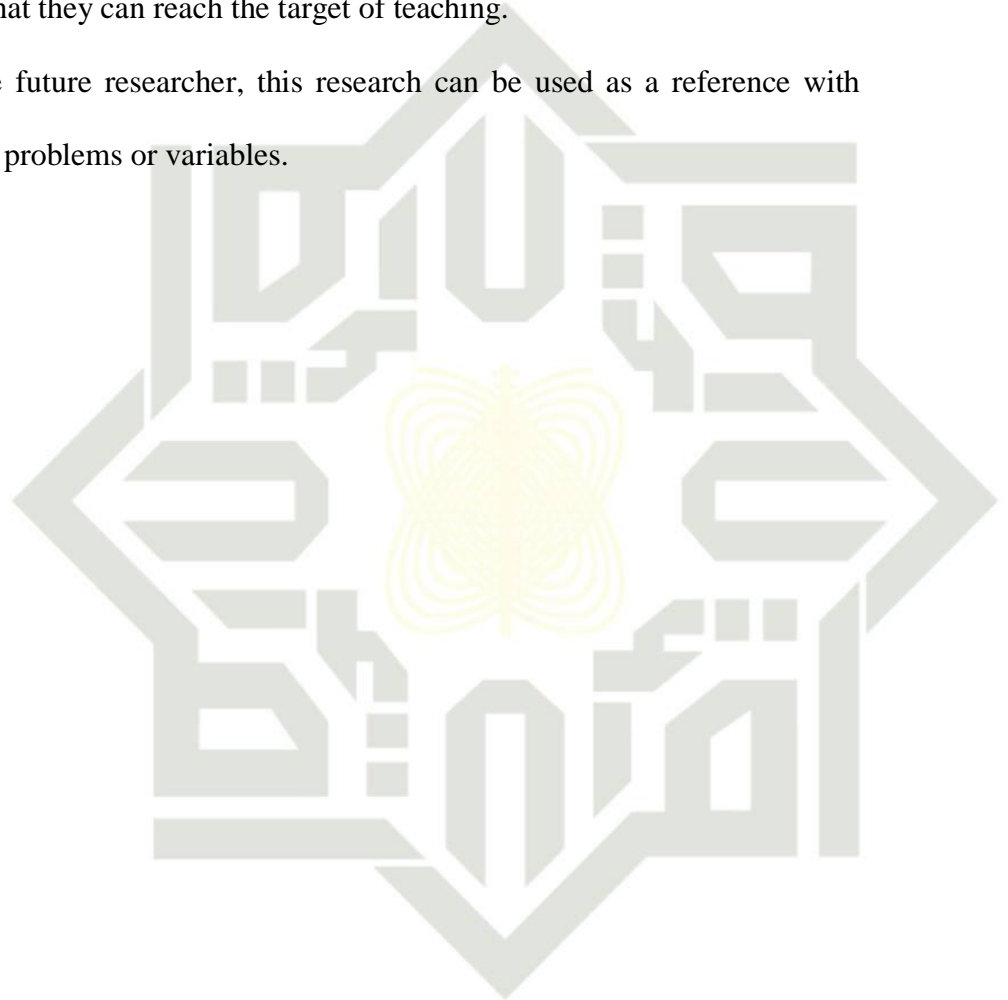 hat they can reach the target of teaching.
e future researcher, this research can be used as a reference with
problems or variables.